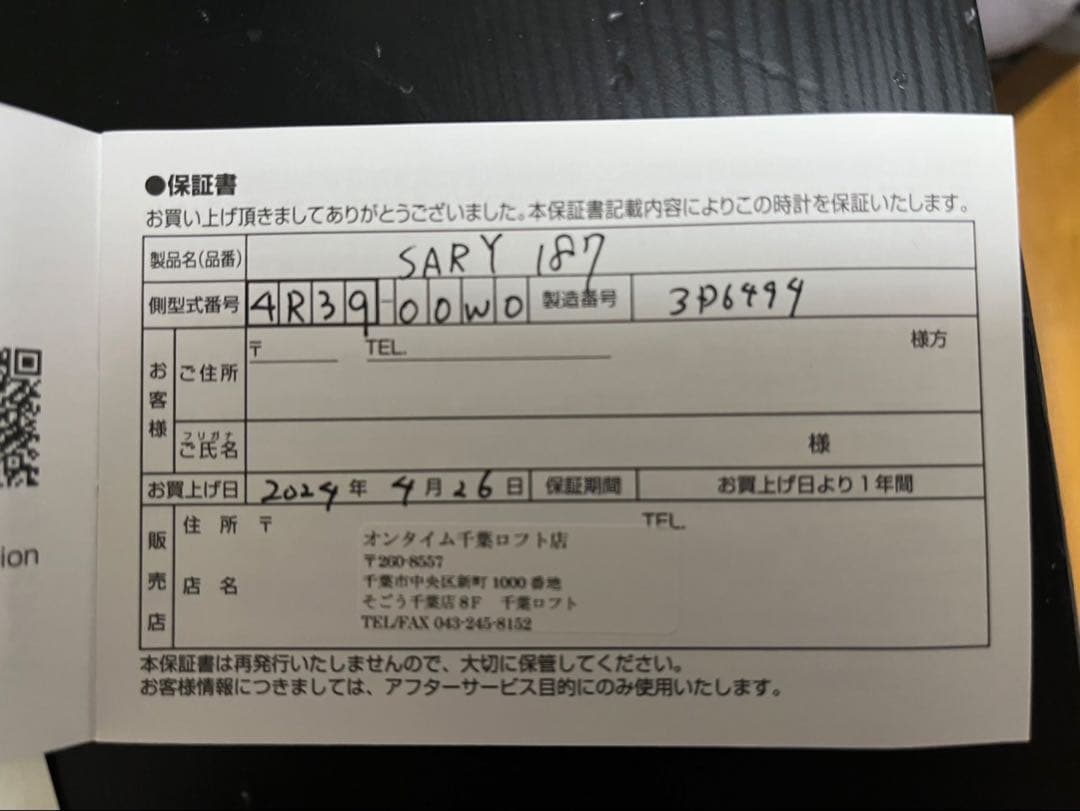 ●保証書
お買い上げ頂きましてありがとうございました。本保証書記載内容によりこの時計を保証いたします。
製品名(品番) SARY 187
側型式番号 4R39-00W0 製造番号 3D6494
〒 TEL. 様方
お客様 ご住所
フリガナ
ご氏名 様
お買上げ日 2024年 4月26日 保証期間 お買上げ日より1年間
販売店 住所 〒 TEL.
オンタイム千葉ロフト店
〒260-8557
店名 千葉市中央区新町1000番地
そごう千葉店8F 千葉ロフト
TEL/FAX 043-245-8152
本保証書は再発行いたしませんので、大切に保管してください。
お客様情報につきましては、アフターサービス目的にのみ使用いたします。
ion